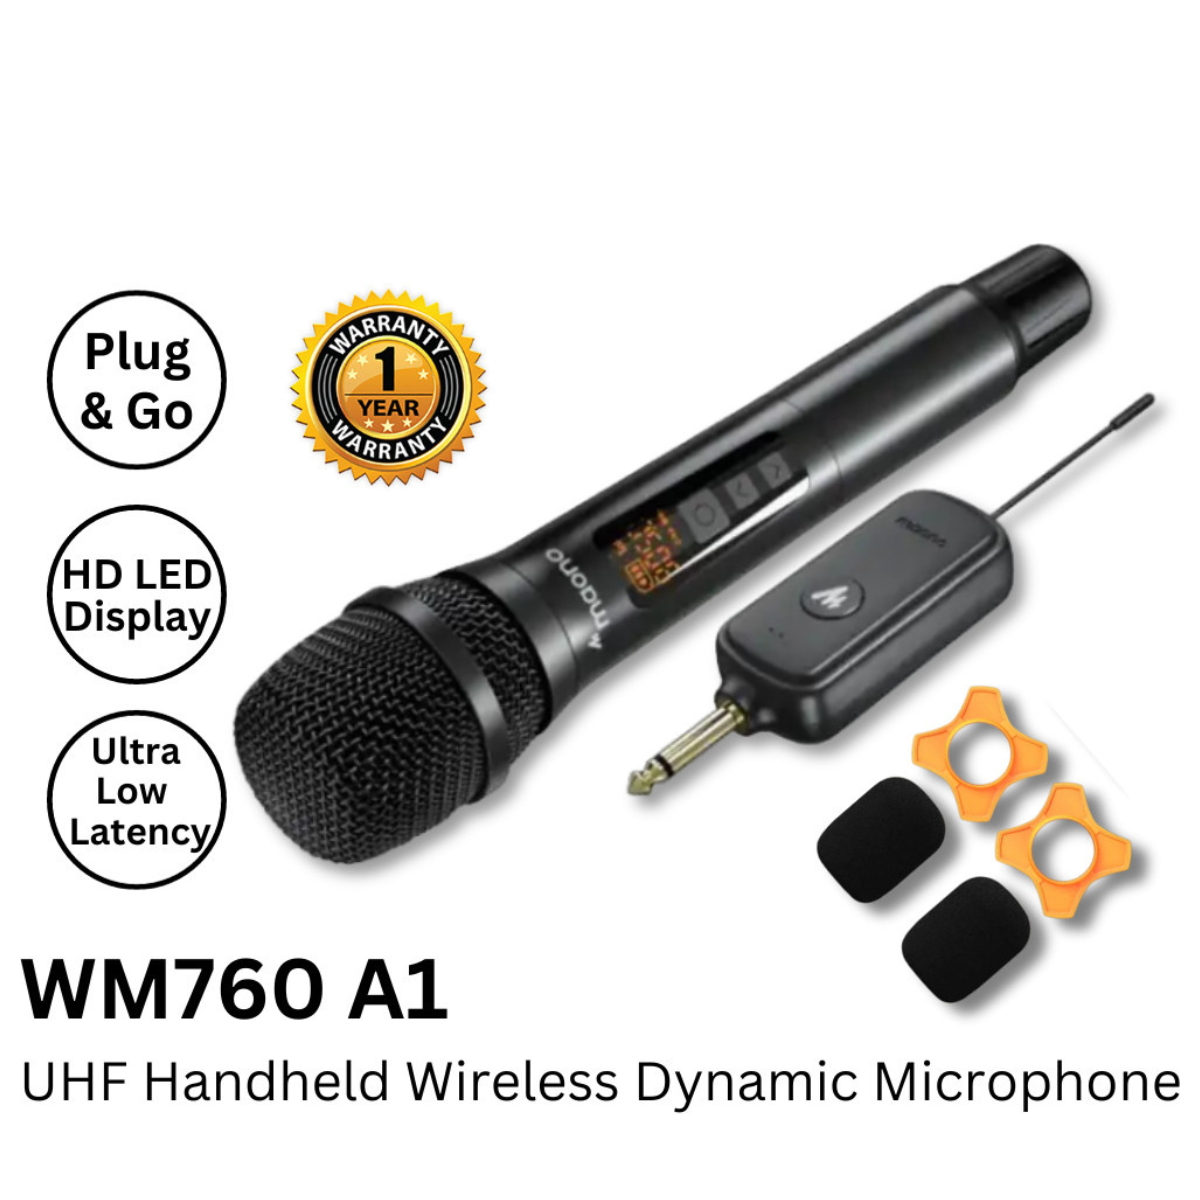 Plug
& Go
WARRANTY
1
YEAR
WARRANTY
HD LED
Display
Ultra
Low
Latency
maono
maono
WM760 A1
UHF Handheld Wireless Dynamic Microphone